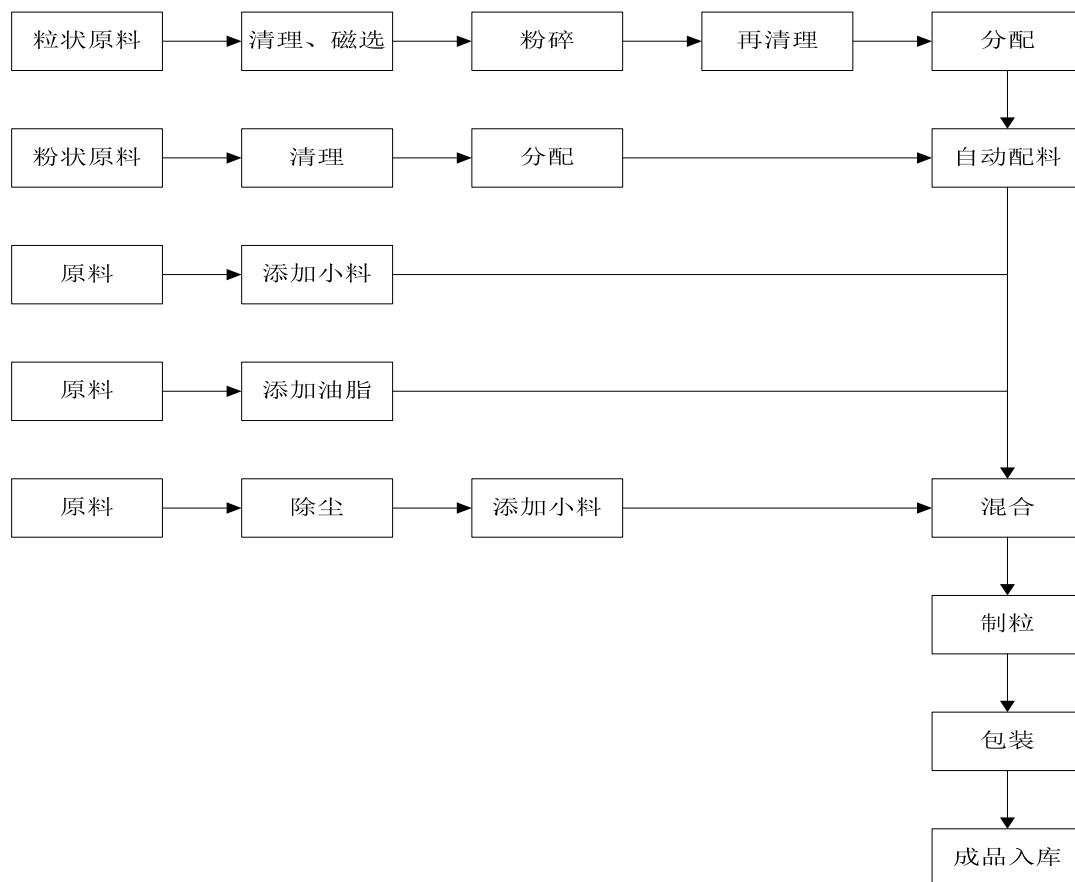 粒状原料
清理、磁选
粉碎
再清理
分配
粉状原料
清理
分配
自动配料
原料
添加小料
原料
添加油脂
原料
除尘
添加小料
混合
制粒
包装
成品入库